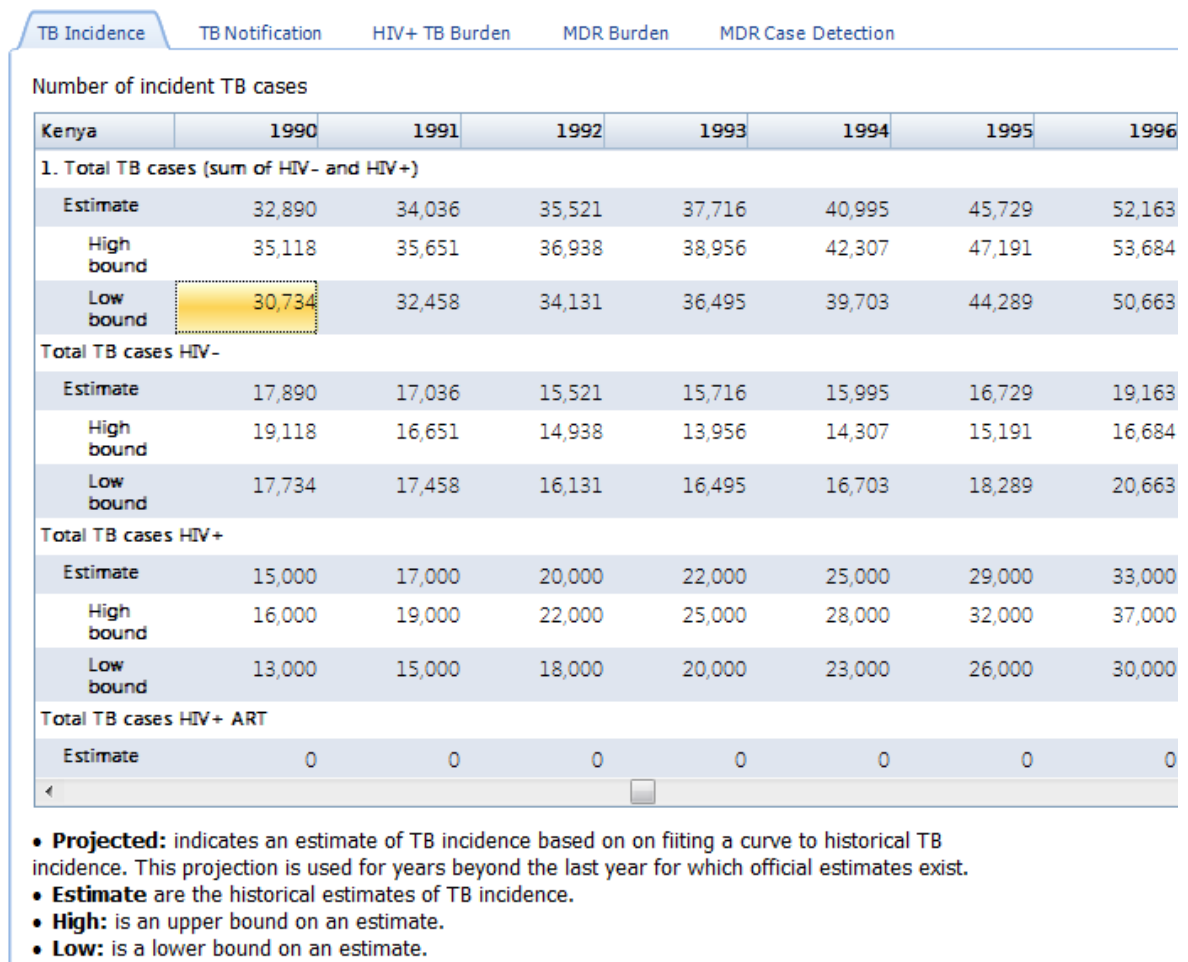 TB Incidence TB Notification HIV+ TB Burden MDR Burden MDR Case Detection
Number of incident TB cases
Kenya 1990 1991 1992 1993 1994 1995 1996
1. Total TB cases (sum of HIV- and HIV+)
Estimate 32,890 34,036 35,521 37,716 40,995 45,729 52,163
High bound 35,118 35,651 36,938 38,956 42,307 47,191 53,684
Low bound 30,734 32,458 34,131 36,495 39,703 44,289 50,663
Total TB cases HIV-
Estimate 17,890 17,036 15,521 15,716 15,995 16,729 19,163
High bound 19,118 16,651 14,938 13,956 14,307 15,191 16,684
Low bound 17,734 17,458 16,131 16,495 16,703 18,289 20,663
Total TB cases HIV+
Estimate 15,000 17,000 20,000 22,000 25,000 29,000 33,000
High bound 16,000 19,000 22,000 25,000 28,000 32,000 37,000
Low bound 13,000 15,000 18,000 20,000 23,000 26,000 30,000
Total TB cases HIV+ ART
Estimate 0 0 0 0 0 0 0
• Projected: indicates an estimate of TB incidence based on on fiiting a curve to historical TB
incidence. This projection is used for years beyond the last year for which official estimates exist.
• Estimate are the historical estimates of TB incidence.
• High: is an upper bound on an estimate.
• Low: is a lower bound on an estimate.